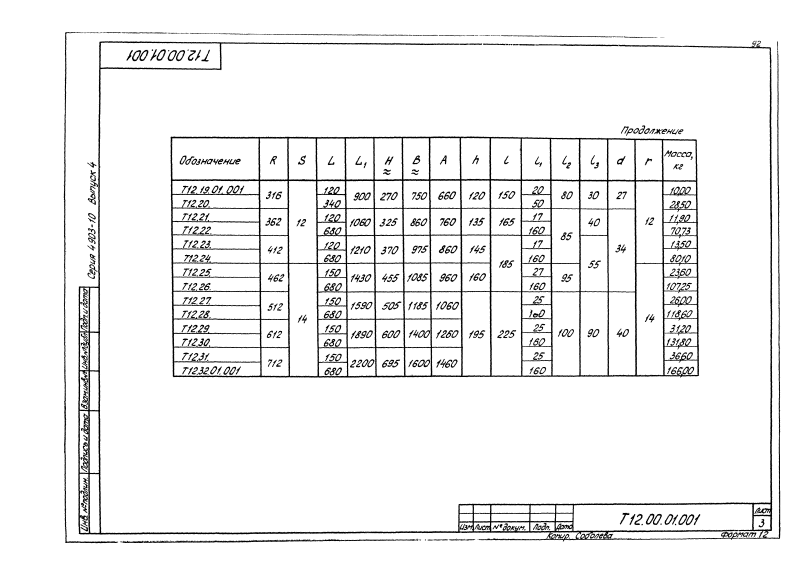 92
Т12.00.01.001
Продолжение
Обозначение R S L L₁ H ≈ B ≈ A h l l₁ l₂ l₃ d r Масса, кг
Т12.19.01.001 316 12 120 900 270 750 660 120 150 20 80 30 27 12 10,00
Т12.20. 340 50 28,50
Т12.21. 362 120 1060 325 860 760 135 165 17 85 40 34 11,90
Т12.22. 680 160 70,73
Т12.23. 412 120 1210 370 975 860 145 185 17 55 13,50
Т12.24. 680 160 80,10
Т12.25. 462 14 150 1430 455 1085 960 160 27 95 14 23,60
Т12.26. 680 160 107,25
Т12.27. 512 150 1590 505 1185 1060 195 225 25 100 90 40 26,00
Т12.28. 680 160 118,60
Т12.29. 612 150 1890 600 1400 1260 25 31,20
Т12.30. 680 160 131,80
Т12.31. 712 150 2200 695 1600 1460 25 36,60
Т12.32.01.001 680 160 166,00
Серия 4.903-10 Выпуск 4
Инв. № подлин. Подпись и дата Взам. инв. № Инв. № дубл. Подп. и дата
Изм. Лист № докум. Подп. Дата
Т12.00.01.001
Лист
3
Копир. Соболева
Формат 12